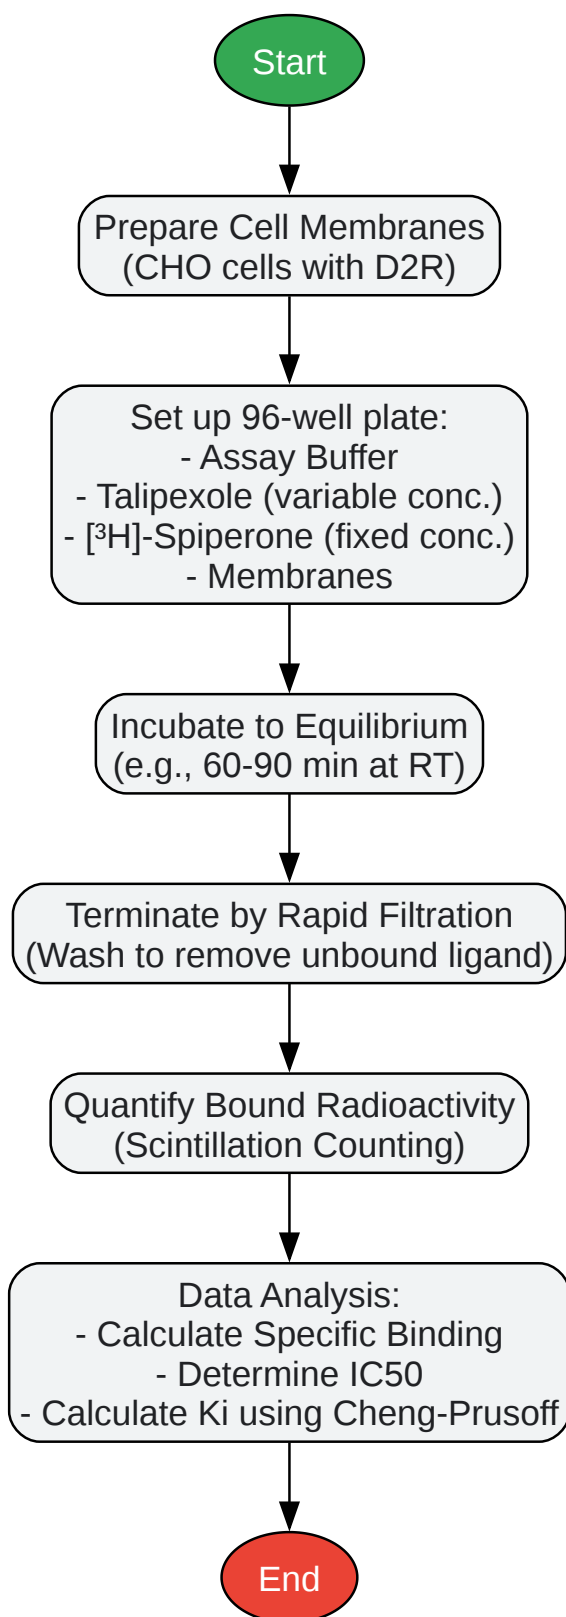 Start
Prepare Cell Membranes
(CHO cells with D2R)
Set up 96-well plate:
- Assay Buffer
- Talipexole (variable conc.)
- [³H]-Spiperone (fixed conc.)
- Membranes
Incubate to Equilibrium
(e.g., 60-90 min at RT)
Terminate by Rapid Filtration
(Wash to remove unbound ligand)
Quantify Bound Radioactivity
(Scintillation Counting)
Data Analysis:
- Calculate Specific Binding
- Determine IC50
- Calculate Ki using Cheng-Prusoff
End